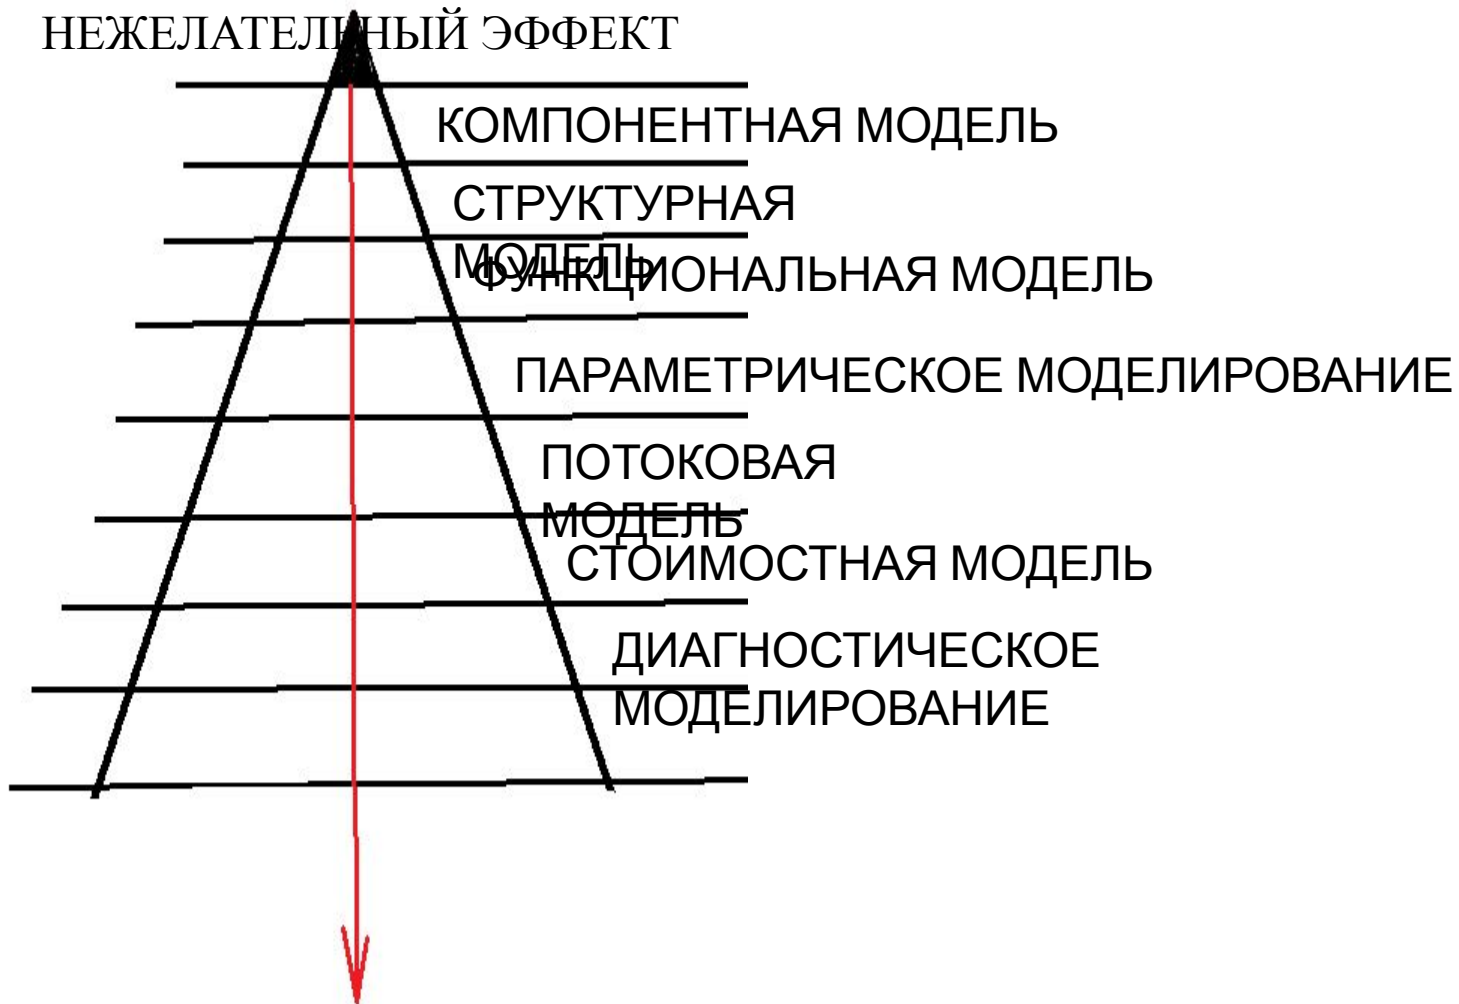 НЕЖЕЛАТЕЛЬНЫЙ ЭФФЕКТ
КОМПОНЕНТНАЯ МОДЕЛЬ
СТРУКТУРНАЯ
МОДЕЛЬ
ФУНКЦИОНАЛЬНАЯ МОДЕЛЬ
ПАРАМЕТРИЧЕСКОЕ МОДЕЛИРОВАНИЕ
ПОТОКОВАЯ
МОДЕЛЬ
СТОИМОСТНАЯ МОДЕЛЬ
ДИАГНОСТИЧЕСКОЕ
МОДЕЛИРОВАНИЕ